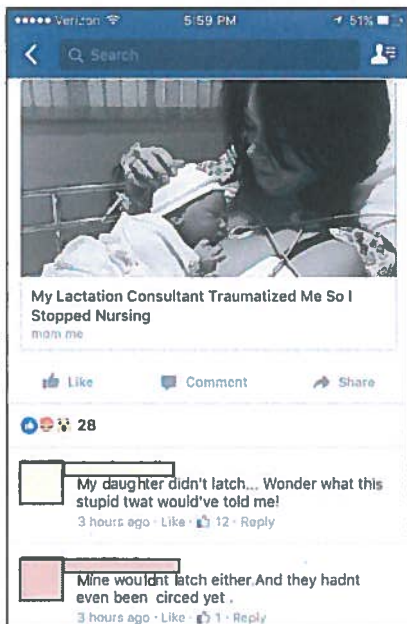 Verizon 5:59 PM 51%
Search
My Lactation Consultant Traumatized Me So I
Stopped Nursing
mom me
Like Comment Share
28
My daughter didn't latch... Wonder what this
stupid twat would've told me!
3 hours ago · Like · 12 · Reply
Mine wouldnt latch either.And they hadnt
even been circed yet .
3 hours ago · Like · 1 · Reply